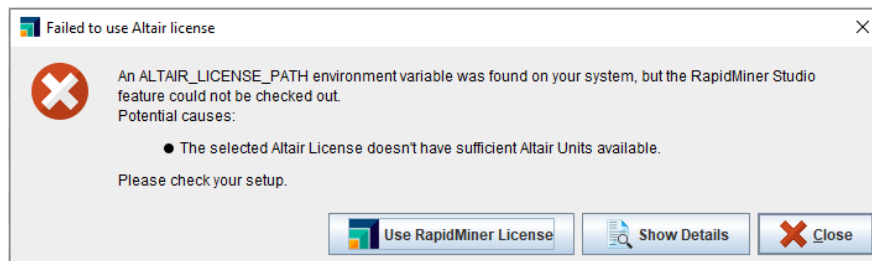 Failed to use Altair license
An ALTAIR_LICENSE_PATH environment variable was found on your system, but the RapidMiner Studio
feature could not be checked out.
Potential causes:
● The selected Altair License doesn't have sufficient Altair Units available.
Please check your setup.
Use RapidMiner License Show Details Close